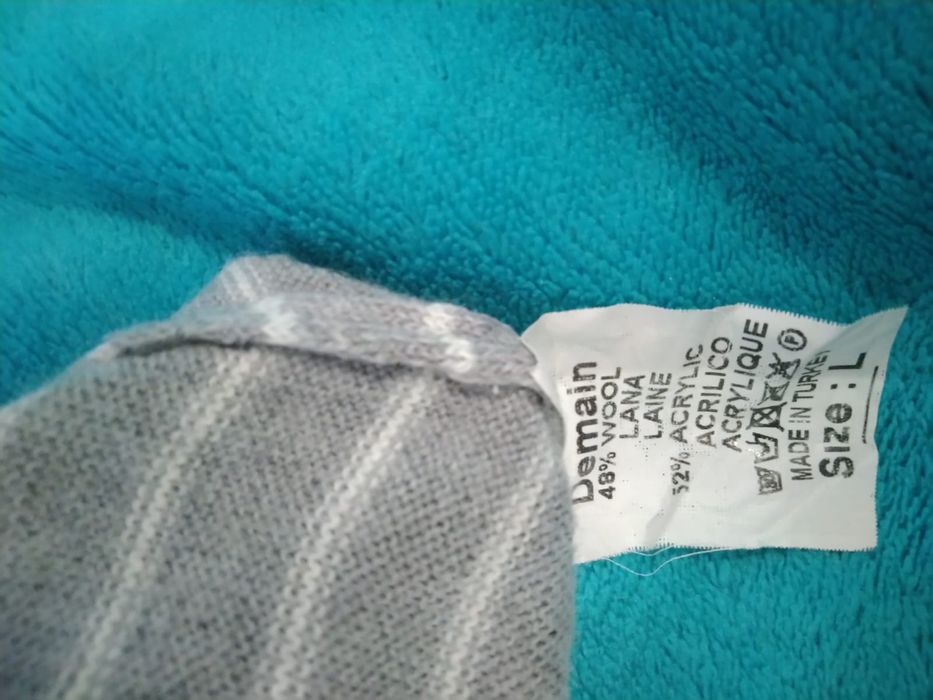 Demain
48% WOOL
LANA
LAINE
52% ACRYLIC
ACRILICO
ACRYLIQUE
P
MADE IN TURKEY
Size : L